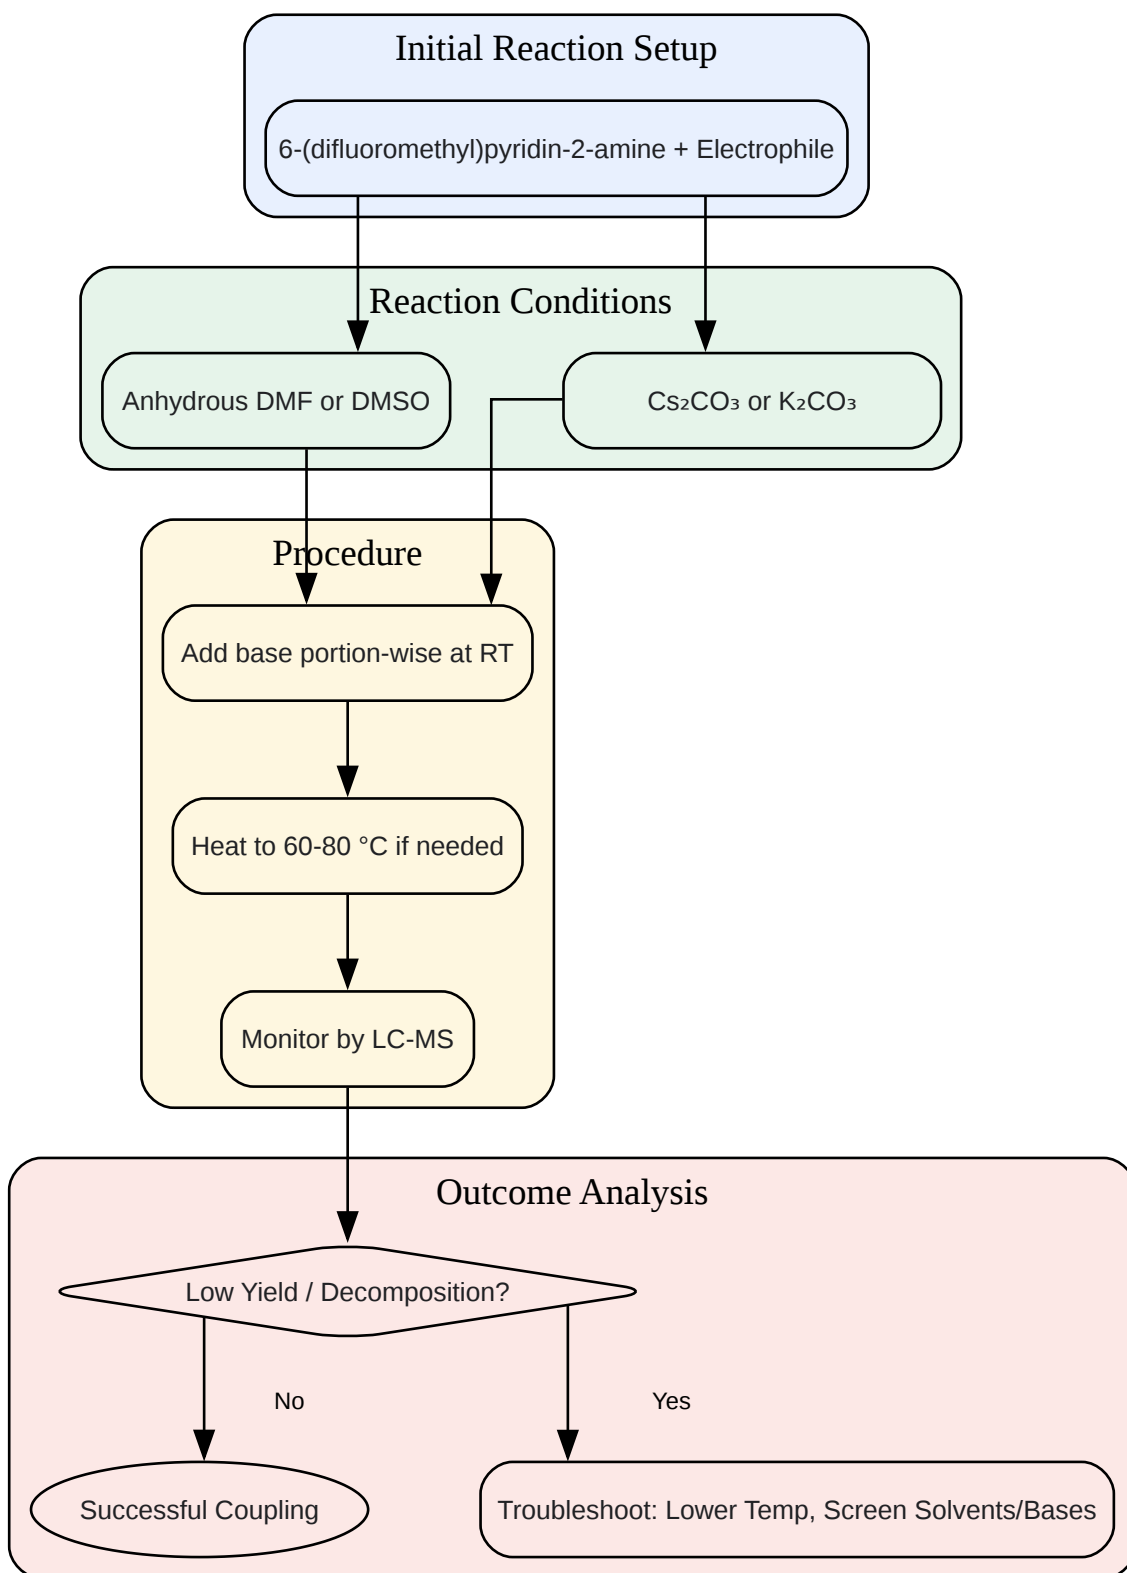 Initial Reaction Setup
6-(difluoromethyl)pyridin-2-amine + Electrophile
Reaction Conditions
Anhydrous DMF or DMSO
Cs₂CO₃ or K₂CO₃
Procedure
Add base portion-wise at RT
Heat to 60-80 °C if needed
Monitor by LC-MS
Outcome Analysis
Low Yield / Decomposition?
No
Yes
Successful Coupling
Troubleshoot: Lower Temp, Screen Solvents/Bases